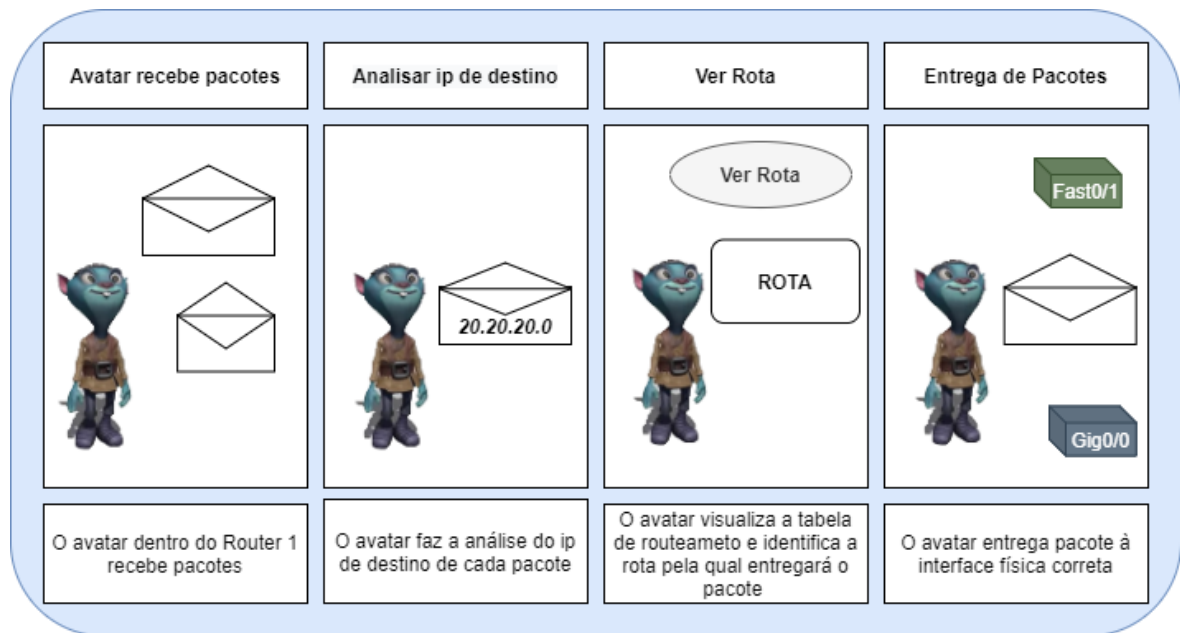 Avatar recebe pacotes
Analisar ip de destino
Ver Rota
Entrega de Pacotes
20.20.20.0
Ver Rota
ROTA
Fast0/1
Gig0/0
O avatar dentro do Router 1
recebe pacotes
O avatar faz a análise do ip
de destino de cada pacote
O avatar visualiza a tabela
de routeameto e identifica a
rota pela qual entregará o
pacote
O avatar entrega pacote à
interface física correta